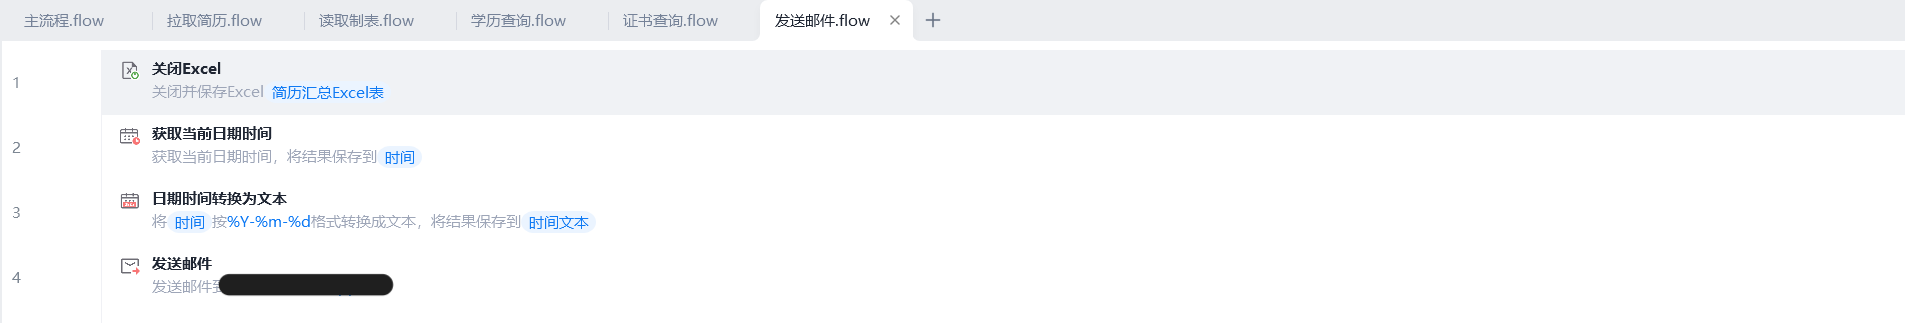 主流程.flow 拉取简历.flow 读取制表.flow 学历查询.flow 证书查询.flow 发送邮件.flow
1
关闭Excel
关闭并保存Excel 简历汇总Excel表
2
获取当前日期时间
获取当前日期时间，将结果保存到 时间
3
日期时间转换为文本
将 时间 按%Y-%m-%d格式转换成文本，将结果保存到 时间文本
4
发送邮件
发送邮件到